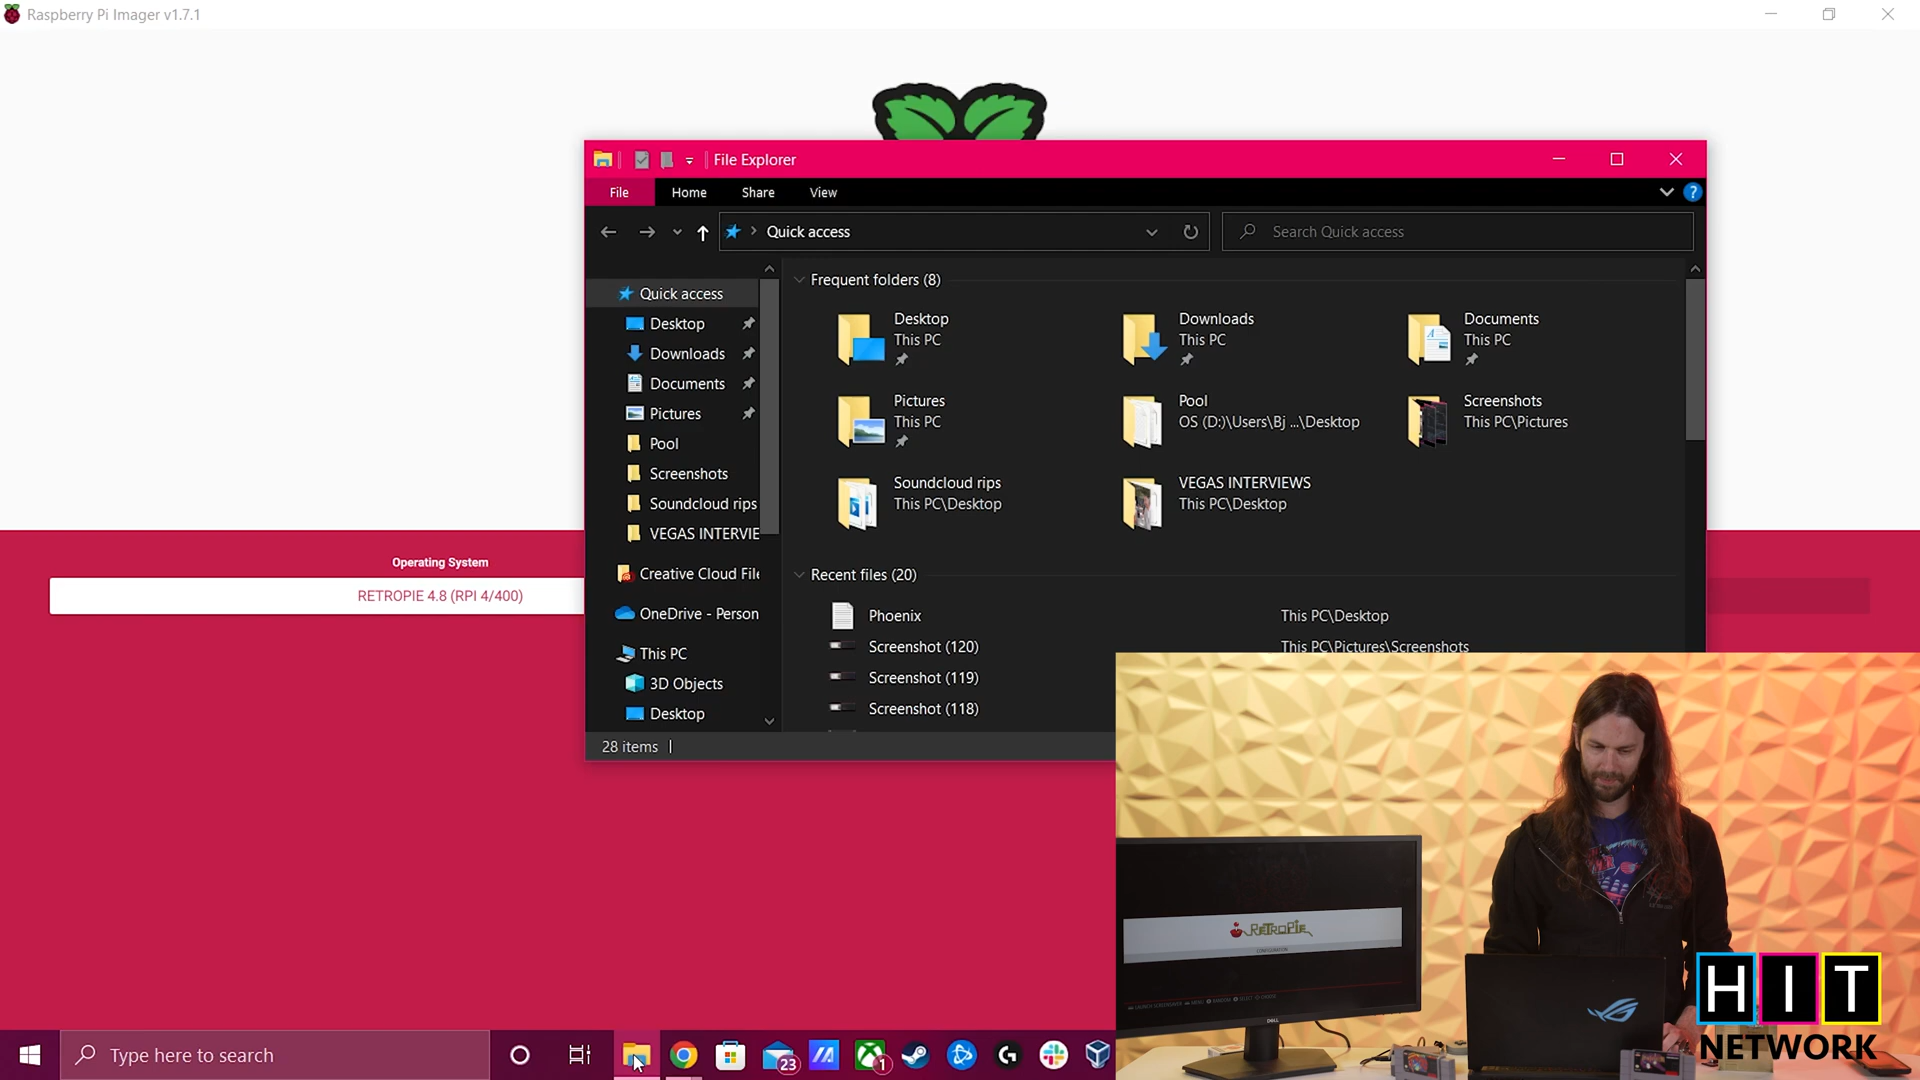 Raspberry Pi Imager v1.7.1
File Explorer
File Home Share View
Quick access
Search Quick access
Quick access
Desktop
Downloads
Documents
Pictures
Pool
Screenshots
Soundcloud rips
VEGAS INTERVIE
Creative Cloud File
OneDrive - Person
This PC
3D Objects
Desktop
Frequent folders (8)
Desktop
This PC
Downloads
This PC
Documents
This PC
Pictures
This PC
Pool
OS (D:)\Users\Bj ...\Desktop
Screenshots
This PC\Pictures
Soundcloud rips
This PC\Desktop
VEGAS INTERVIEWS
This PC\Desktop
Recent files (20)
Phoenix This PC\Desktop
Screenshot (120) This PC\Pictures\Screenshots
Screenshot (119)
Screenshot (118)
28 items
Operating System
RETROPIE 4.8 (RPI 4/400)
RETROPIE
CONFIGURATION
DELL
HIT
NETWORK
Type here to search
23
1